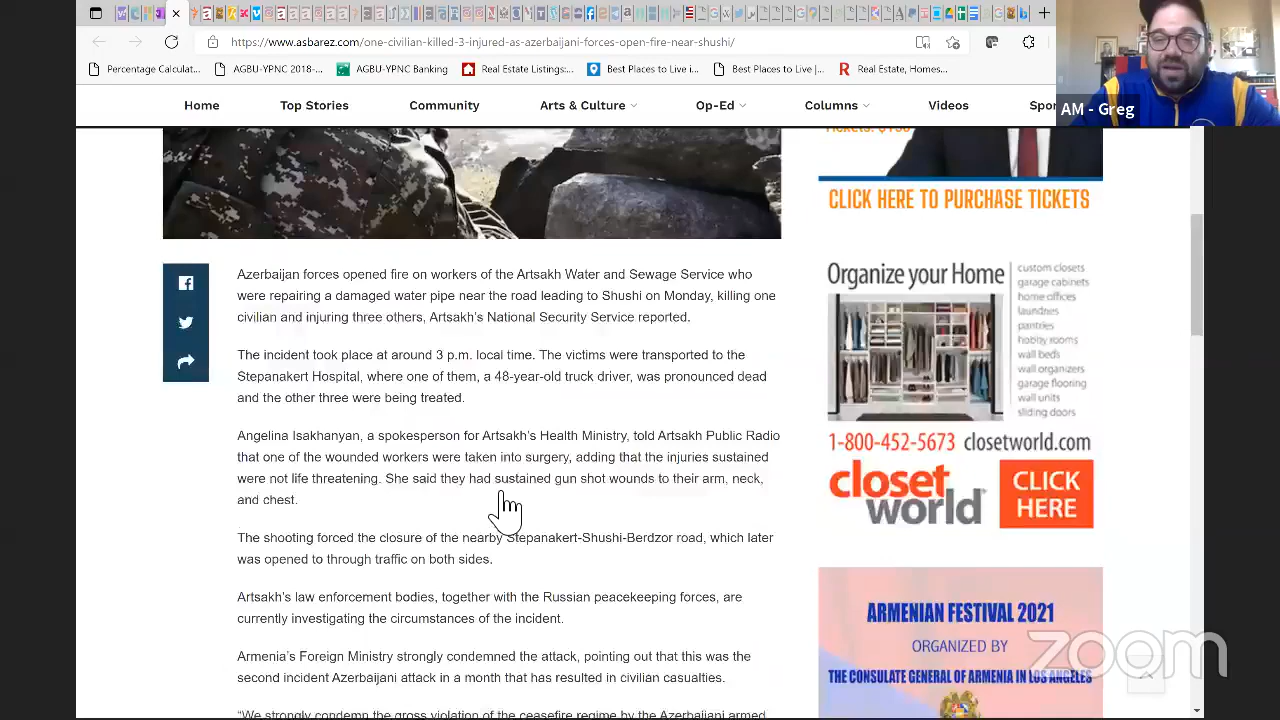 https://www.asbarez.com/one-civilian-killed-3-injured-as-azerbaijani-forces-open-fire-near-shushi/
Percentage Calculat...
AGBU-YPNC 2018-...
AGBU-YPNC Banking
Real Estate Listings:...
Best Places to Live i...
Best Places to Live |...
Real Estate, Homes...
AM - Greg
Home
Top Stories
Community
Arts & Culture
Op-Ed
Columns
Videos
CLICK HERE TO PURCHASE TICKETS
Azerbaijan forces opened fire on workers of the Artsakh Water and Sewage Service who
were repairing a damaged water pipe near the road leading to Shushi on Monday, killing one
civilian and injuring three others, Artsakh's National Security Service reported.
The incident took place at around 3 p.m. local time. The victims were transported to the
Stepanakert Hospital where one of them, a 48-year-old truck driver, was pronounced dead
and the other three were being treated.
Angelina Isakhanyan, a spokesperson for Artsakh's Health Ministry, told Artsakh Public Radio
that one of the wounded workers were taken into surgery, adding that the injuries sustained
were not life threatening. She said they had sustained gun shot wounds to their arm, neck,
and chest.
The shooting forced the closure of the nearby Stepanakert-Shushi-Berdzor road, which later
was opened to through traffic on both sides.
Artsakh's law enforcement bodies, together with the Russian peacekeeping forces, are
currently investigating the circumstances of the incident.
Armenia's Foreign Ministry strongly condemned the attack, pointing out that this was the
second incident Azarbaijani attack in a month that has resulted in civilian casualties.
"We strongly condemn the gross violation of the ceasefire regime by the Azerbaijani armed
Organize your Home
custom closets
garage cabinets
home offices
laundries
pantries
hobby rooms
wall beds
wall organizers
garage flooring
wall units
sliding doors
1-800-452-5673 closetworld.com
closet
world
CLICK
HERE
ARMENIAN FESTIVAL 2021
ORGANIZED BY
THE CONSULATE GENERAL OF ARMENIA IN LOS ANGELES
zoom